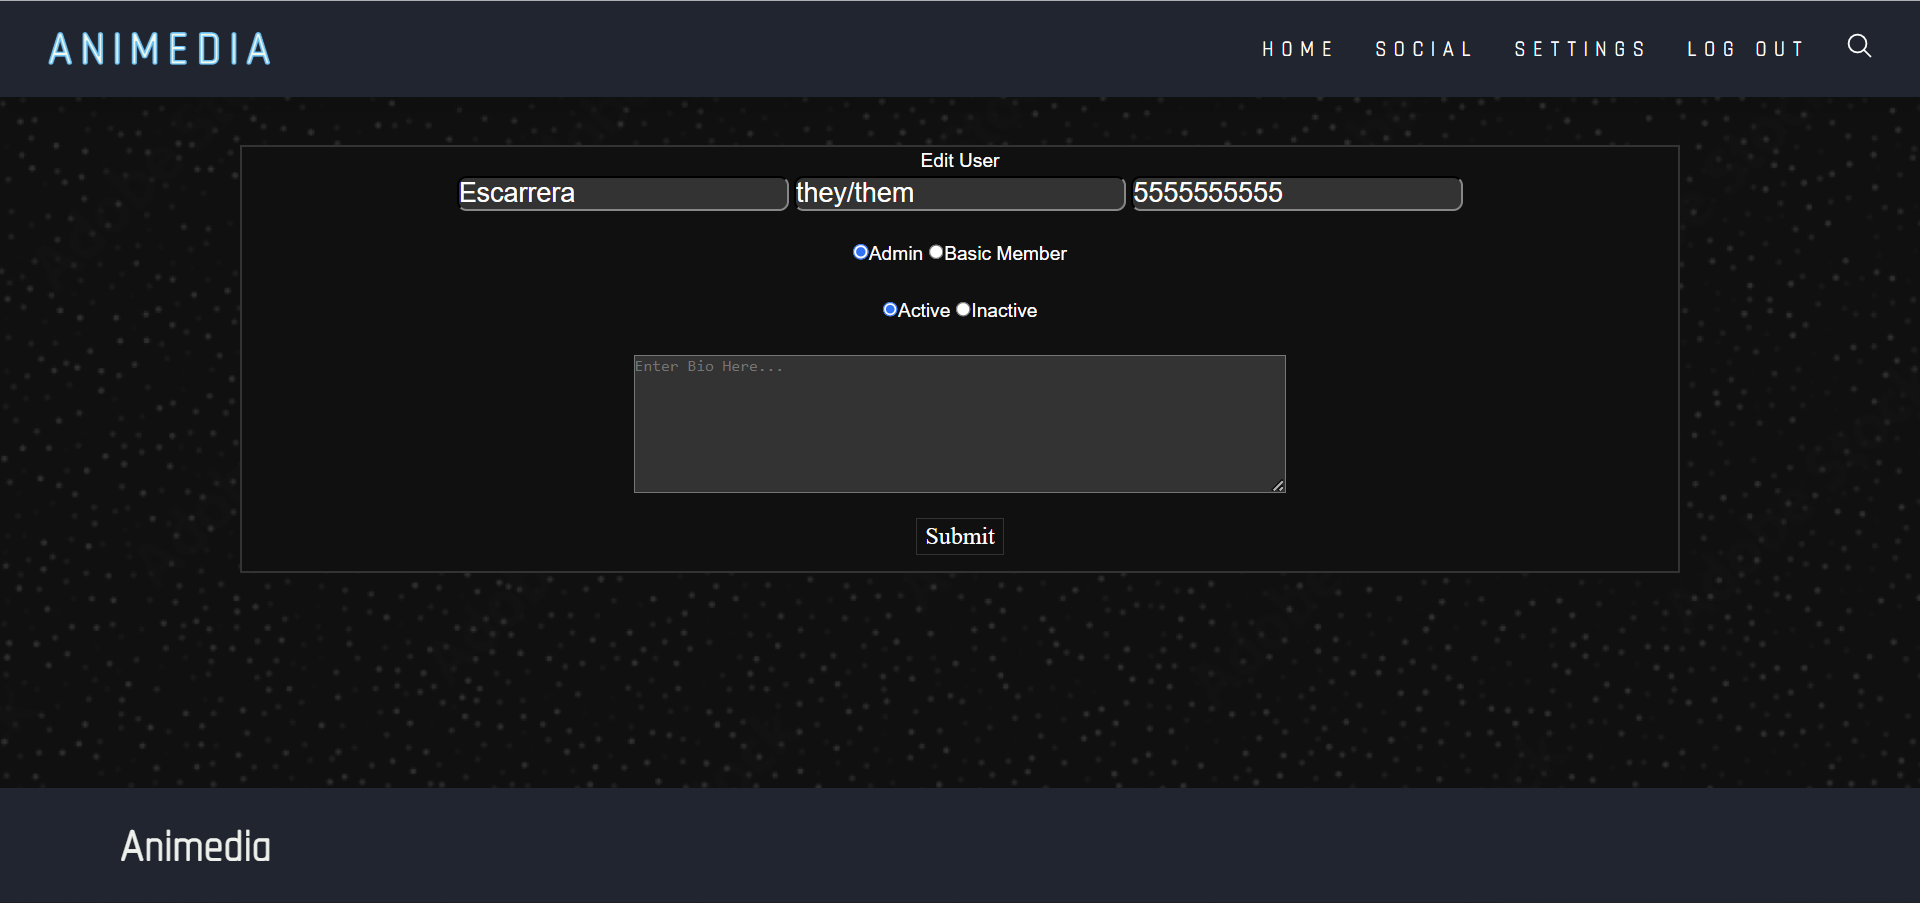 ANIMEDIA HOME SOCIAL SETTINGS LOG OUT
Edit User
Escarrera they/them 5555555555
Admin Basic Member
Active Inactive
Enter Bio Here...
Submit
Animedia